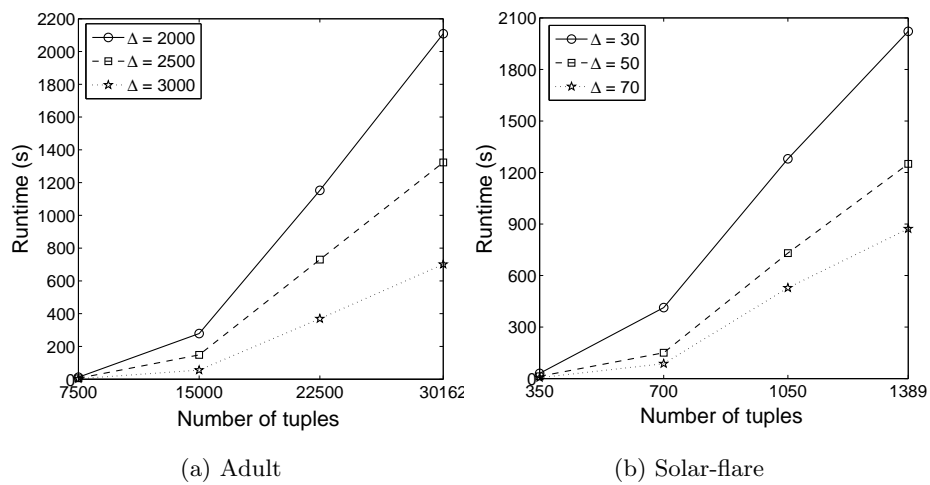 2200
2000
1800
1600
1400
1200
1000
800
600
400
200
0
Runtime (s)
Δ = 2000
Δ = 2500
Δ = 3000
7500 15000 22500 30162
Number of tuples
(a) Adult
2100
1800
1500
1200
900
600
300
0
Runtime (s)
Δ = 30
Δ = 50
Δ = 70
350 700 1050 1389
Number of tuples
(b) Solar-flare